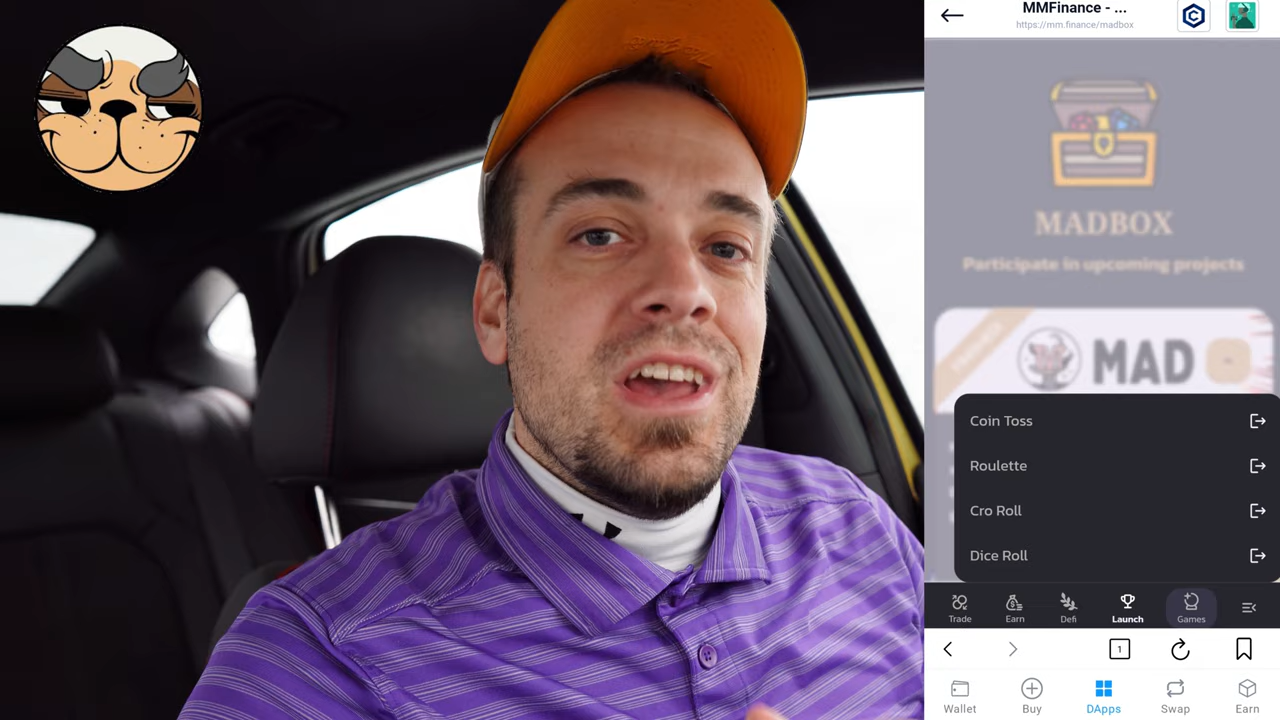 MMFinance - ...
https://mm.finance/madbox
MADBOX
Participate in upcoming projects
MAD
Coin Toss
Roulette
Cro Roll
Dice Roll
Trade
Earn
Defi
Launch
Games
1
Wallet
Buy
DApps
Swap
Earn